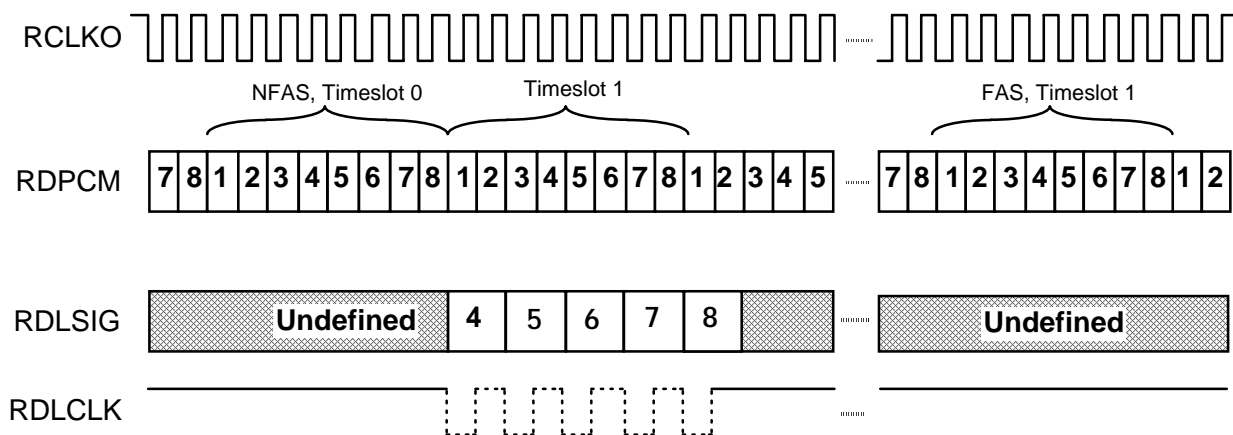 RCLKO
NFAS, Timeslot 0 Timeslot 1 FAS, Timeslot 1
RDPCM 7 8 1 2 3 4 5 6 7 8 1 2 3 4 5 6 7 8 1 2 3 4 5 7 8 1 2 3 4 5 6 7 8 1 2
RDLSIG Undefined 4 5 6 7 8 Undefined
RDLCLK